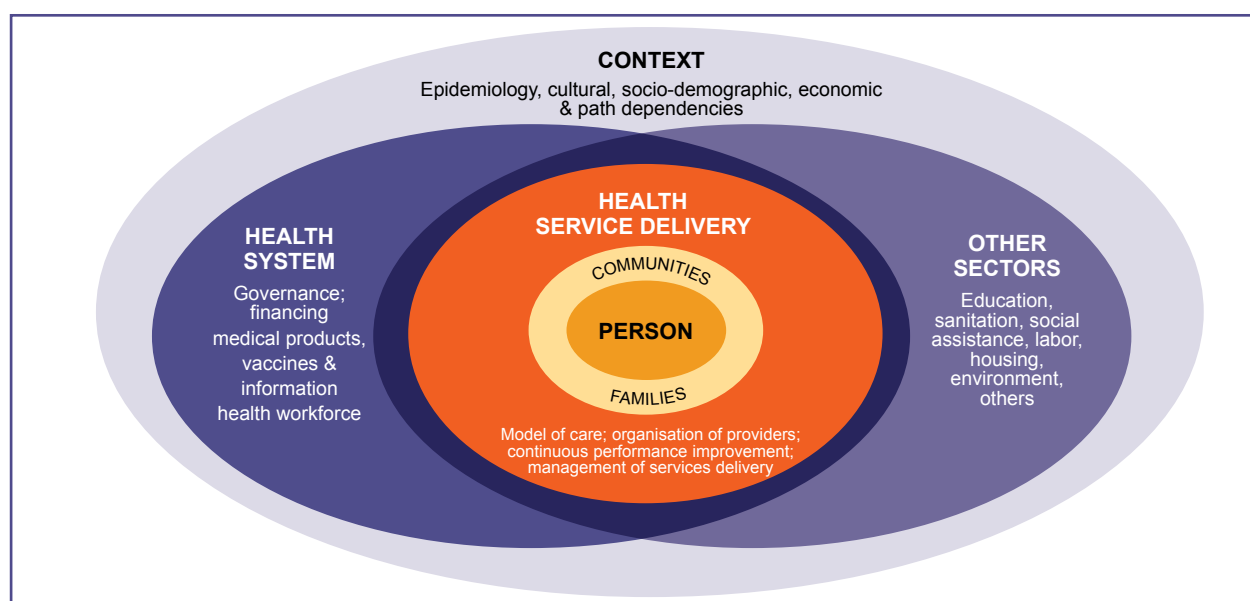 CONTEXT
Epidemiology, cultural, socio-demographic, economic
& path dependencies
HEALTH
SYSTEM
Governance;
financing
medical products,
vaccines &
information
health workforce
HEALTH
SERVICE DELIVERY
COMMUNITIES
PERSON
FAMILIES
Model of care; organisation of providers;
continuous performance improvement;
management of services delivery
OTHER
SECTORS
Education,
sanitation, social
assistance, labor,
housing,
environment,
others